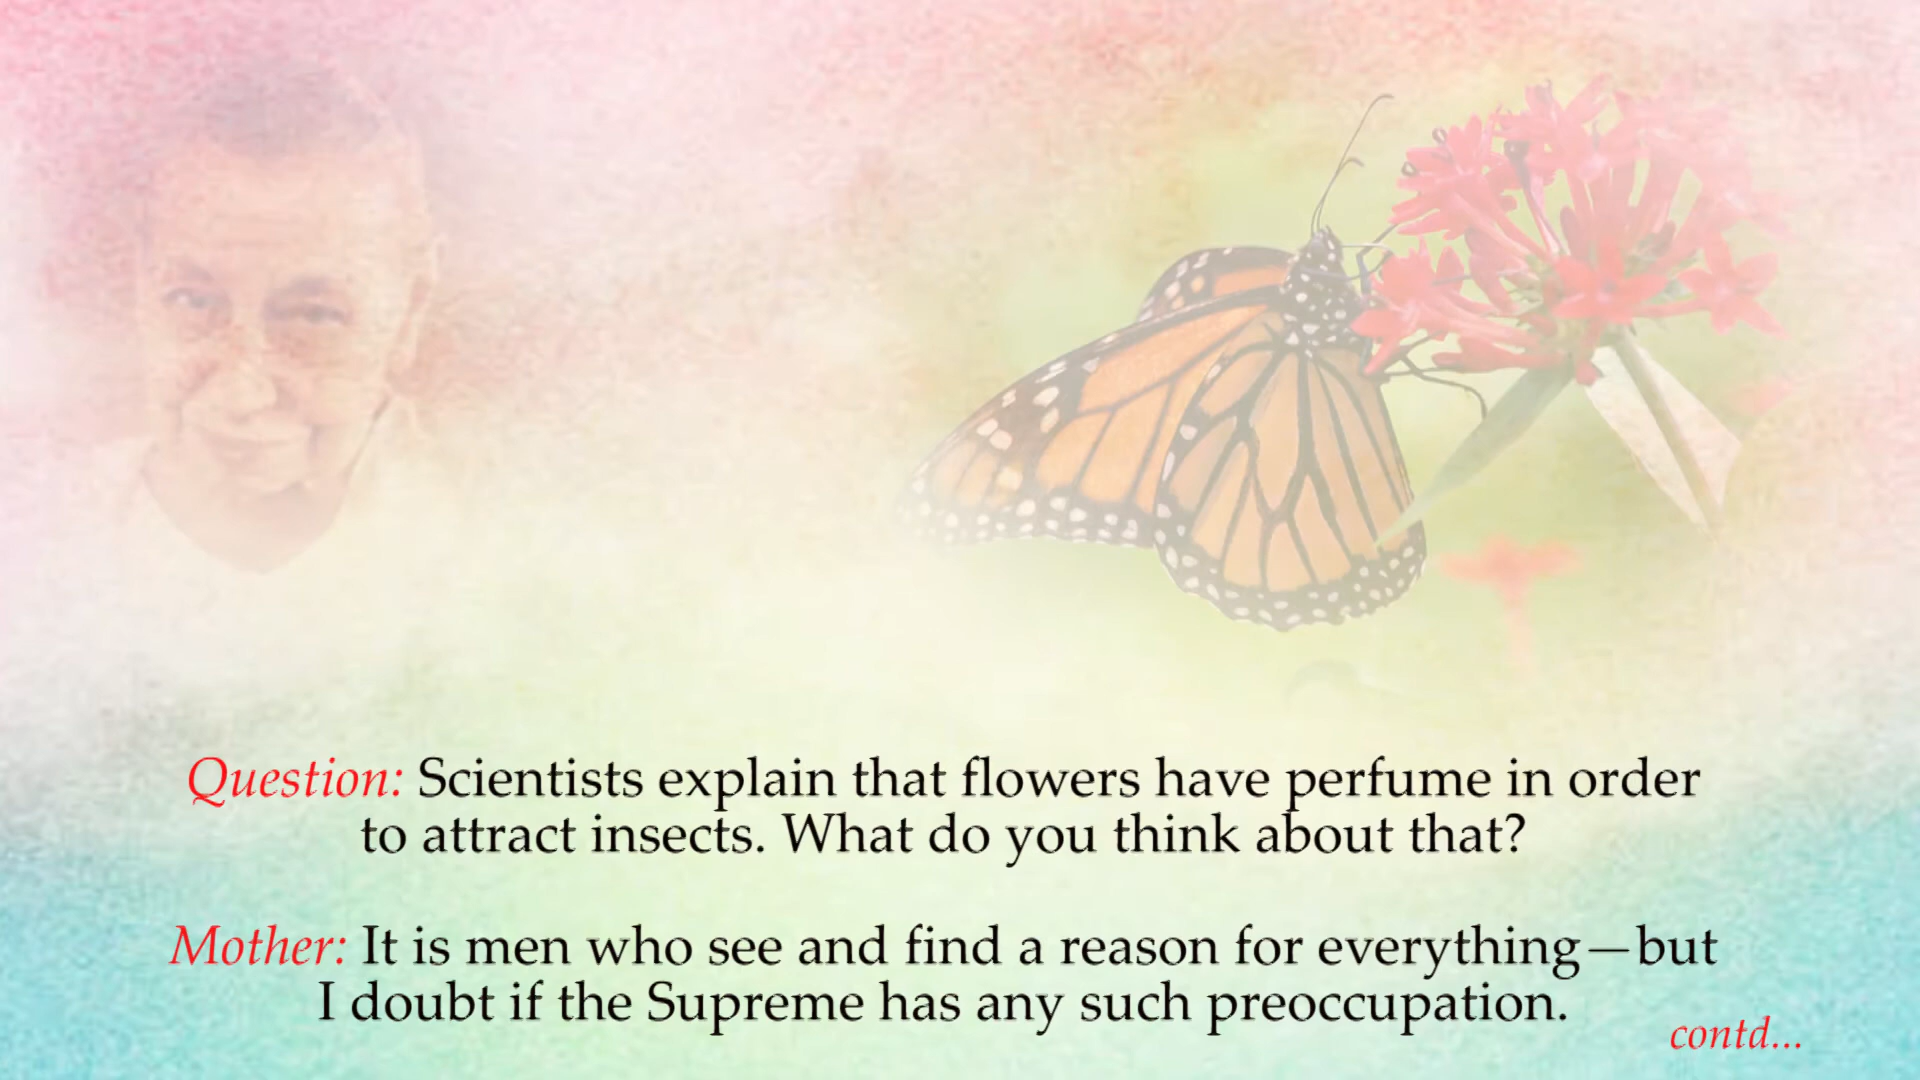 Question: Scientists explain that flowers have perfume in order
to attract insects. What do you think about that?
Mother: It is men who see and find a reason for everything—but
I doubt if the Supreme has any such preoccupation.
contd...